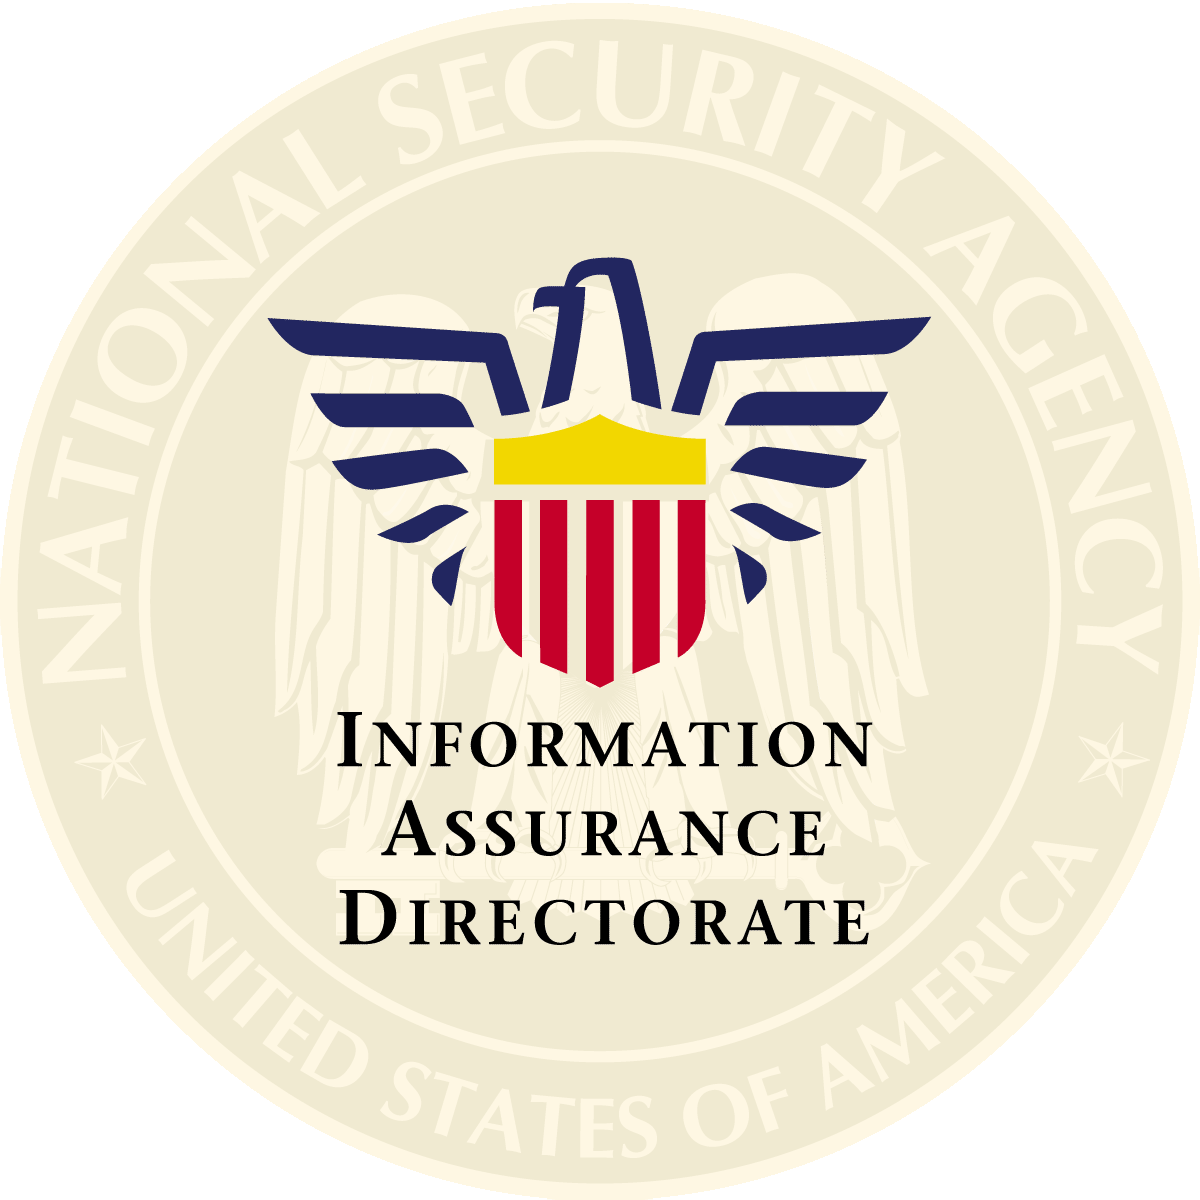 NATIONAL SECURITY AGENCY
INFORMATION
ASSURANCE
DIRECTORATE
UNITED STATES OF AMERICA